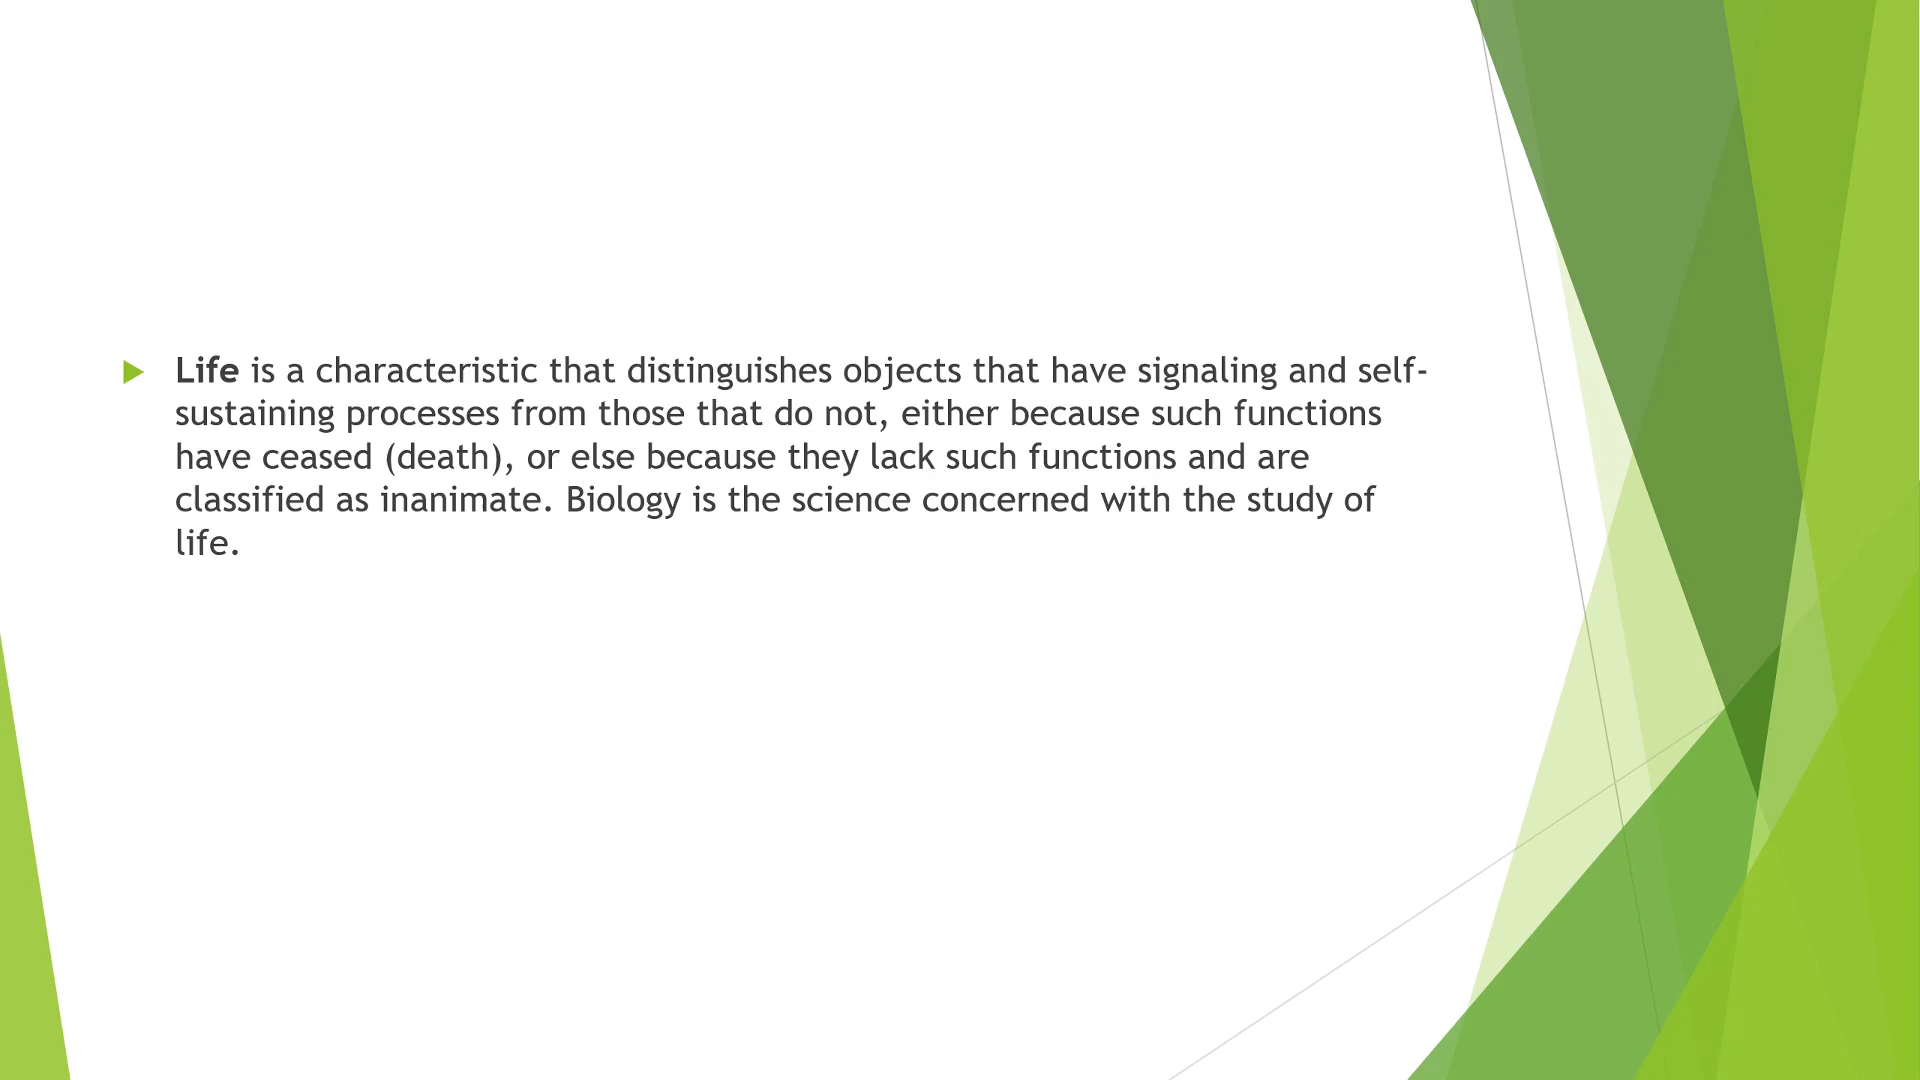 Life is a characteristic that distinguishes objects that have signaling and self-
sustaining processes from those that do not, either because such functions
have ceased (death), or else because they lack such functions and are
classified as inanimate. Biology is the science concerned with the study of
life.